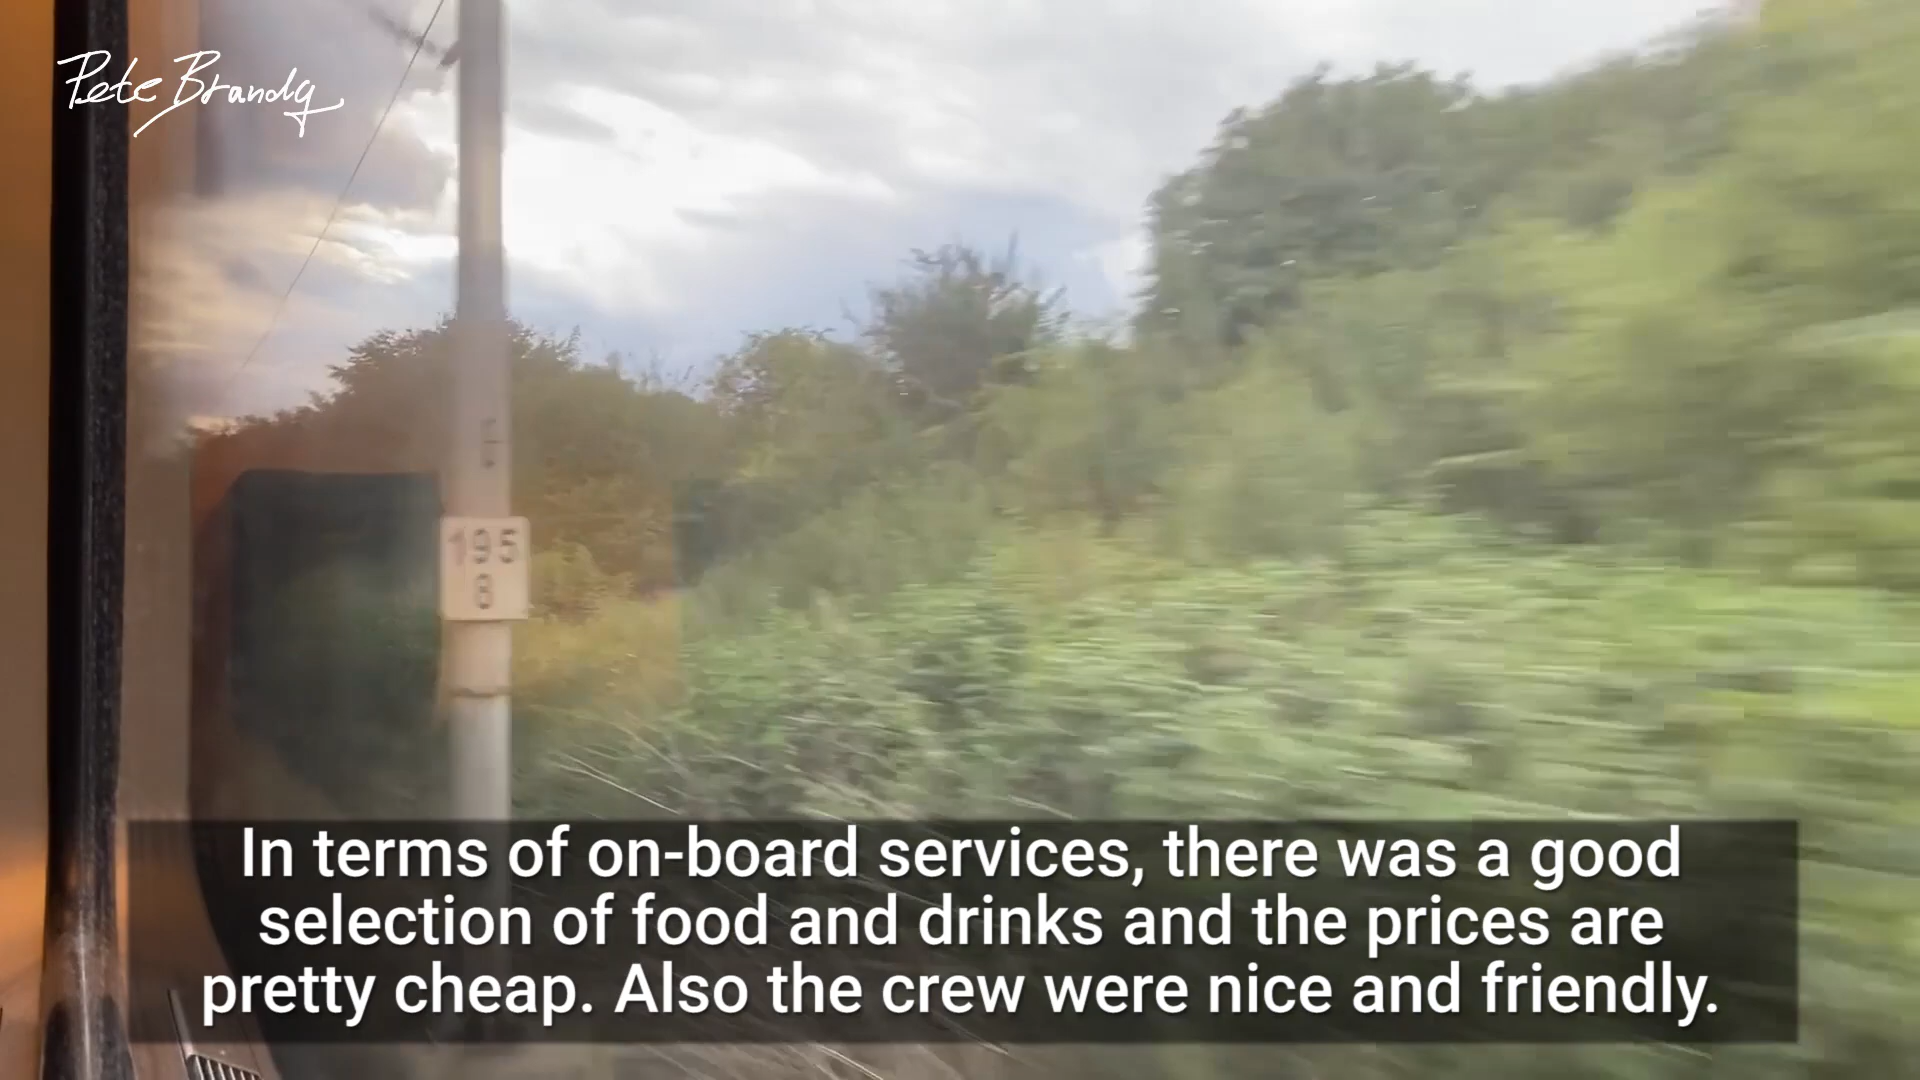 Pete Brandy
195
8
In terms of on-board services, there was a good
selection of food and drinks and the prices are
pretty cheap. Also the crew were nice and friendly.